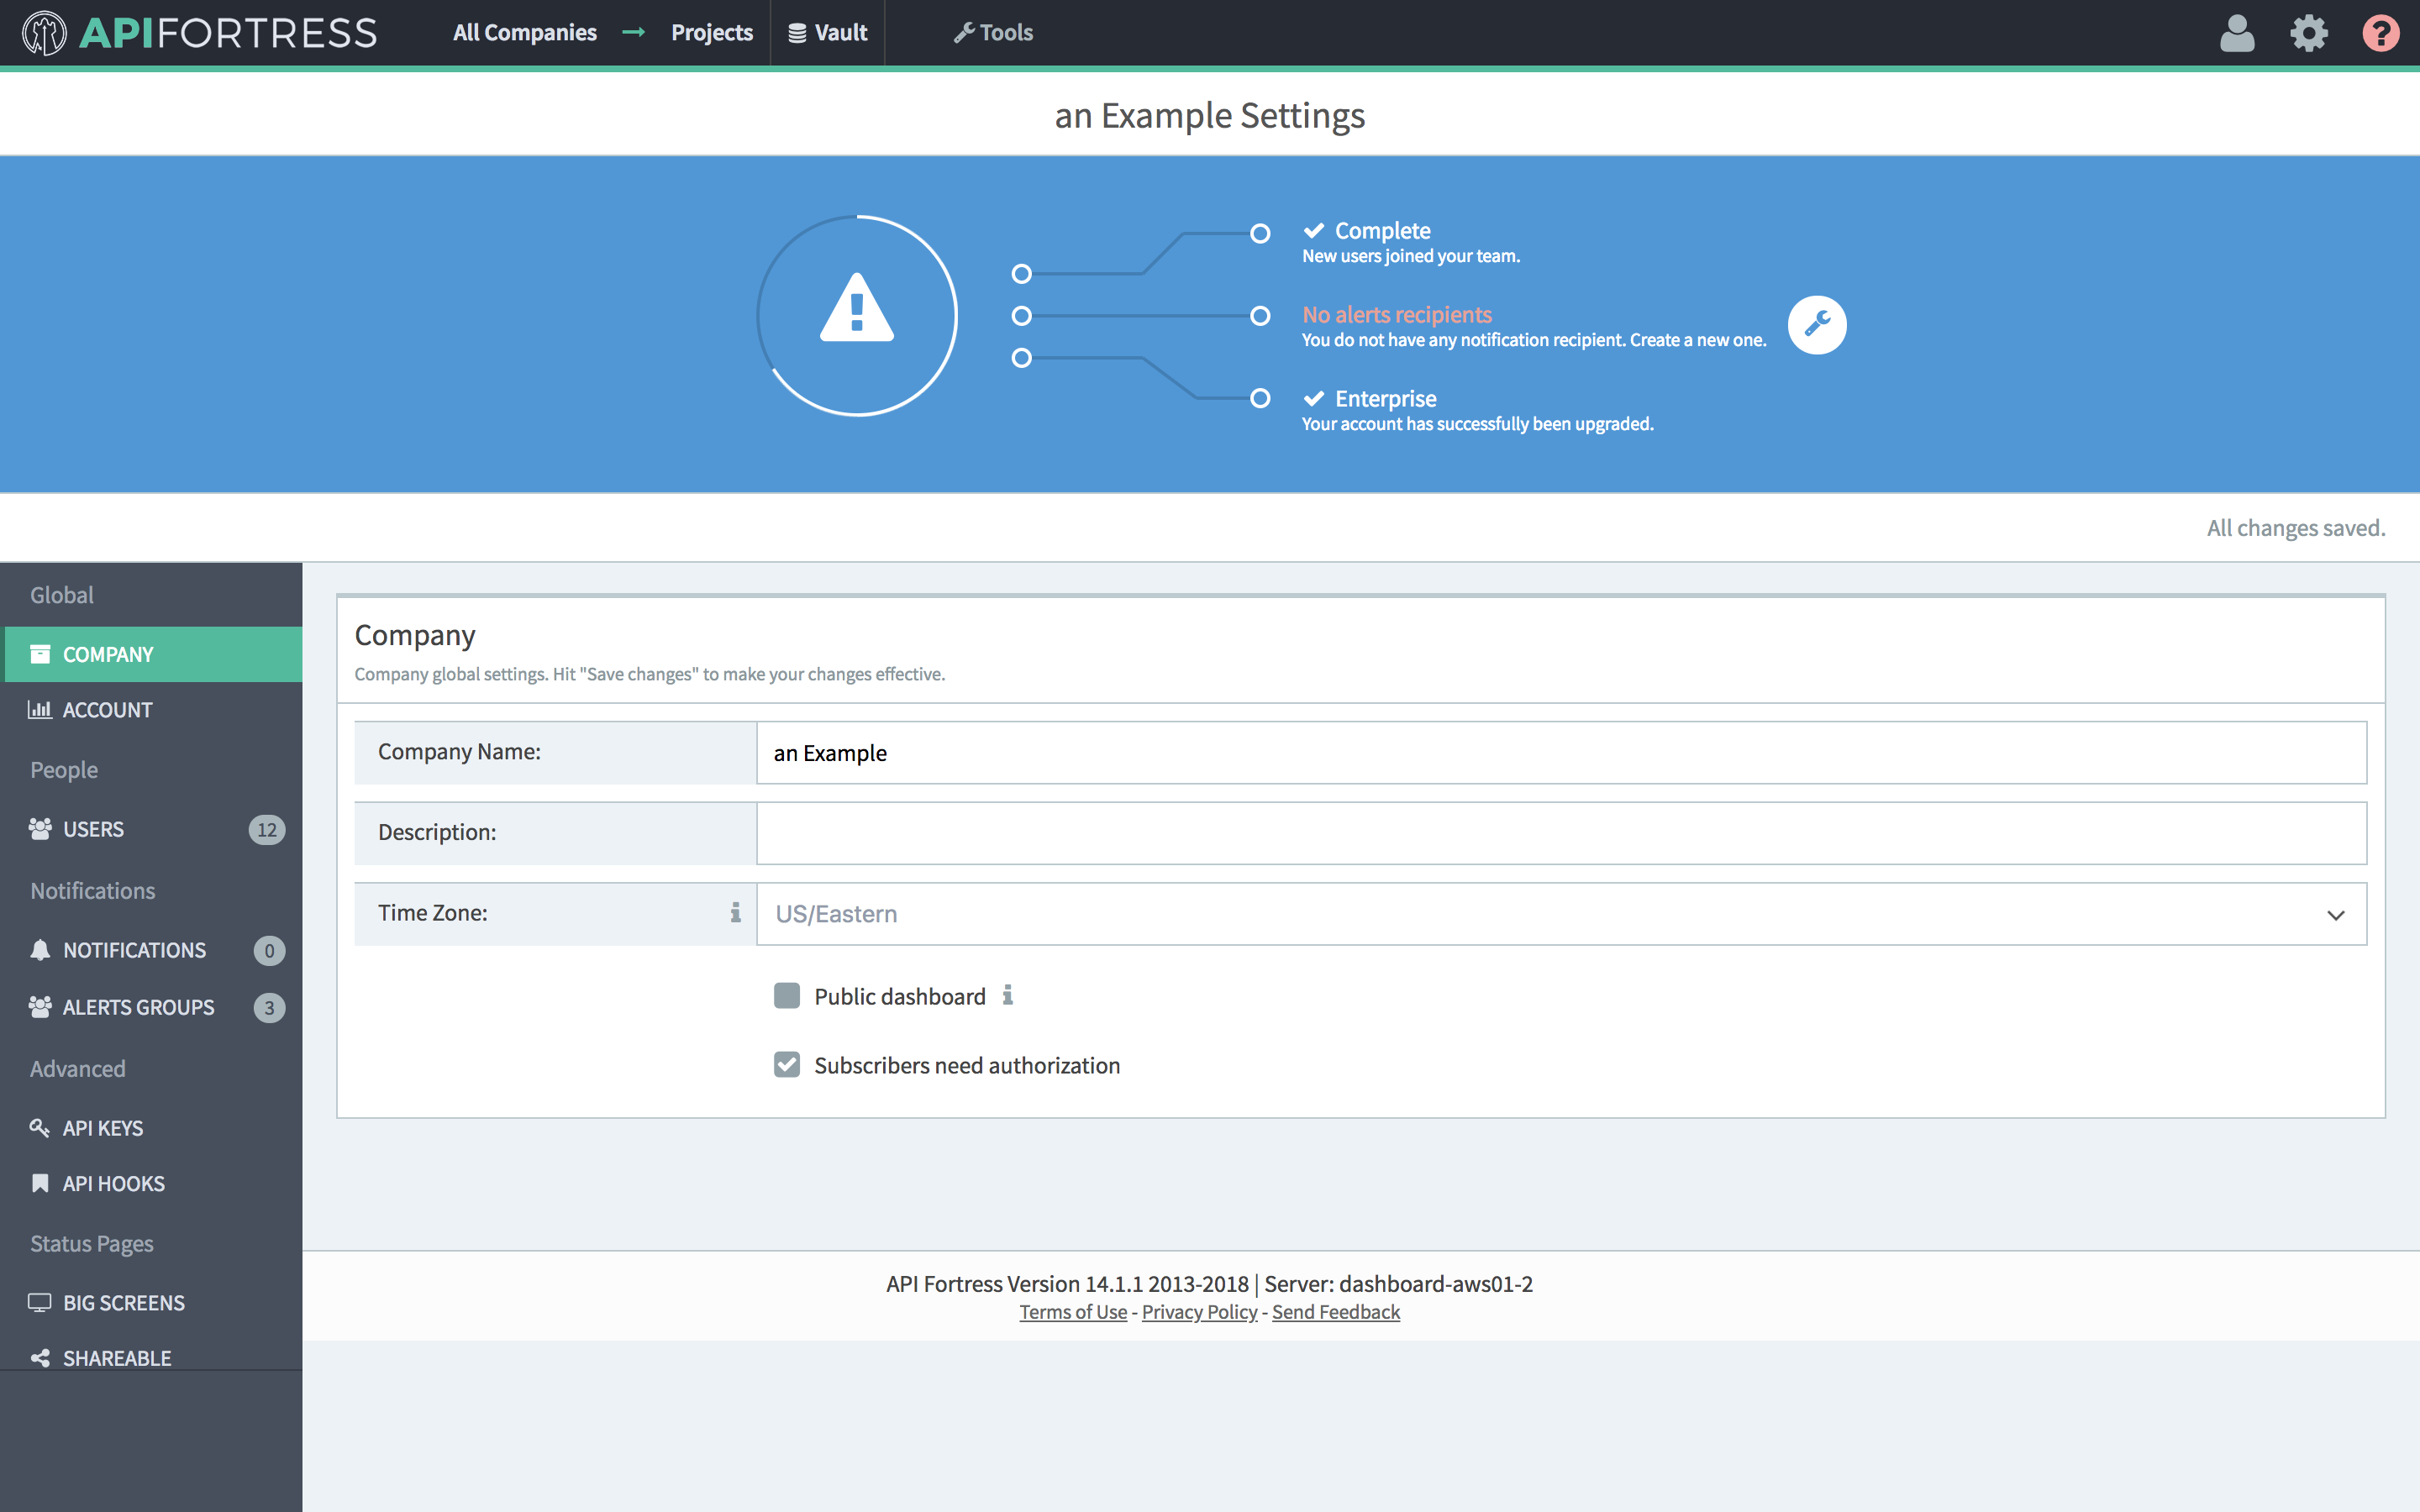 APIFORTRESS
All Companies → Projects Vault Tools
an Example Settings
Complete
New users joined your team.
No alerts recipients
You do not have any notification recipient. Create a new one.
Enterprise
Your account has successfully been upgraded.
All changes saved.
Global
COMPANY
ACCOUNT
People
USERS 12
Notifications
NOTIFICATIONS 0
ALERTS GROUPS 3
Advanced
API KEYS
API HOOKS
Status Pages
BIG SCREENS
SHAREABLE
Company
Company global settings. Hit "Save changes" to make your changes effective.
Company Name: an Example
Description:
Time Zone: US/Eastern
Public dashboard
Subscribers need authorization
API Fortress Version 14.1.1 2013-2018 | Server: dashboard-aws01-2
Terms of Use - Privacy Policy - Send Feedback